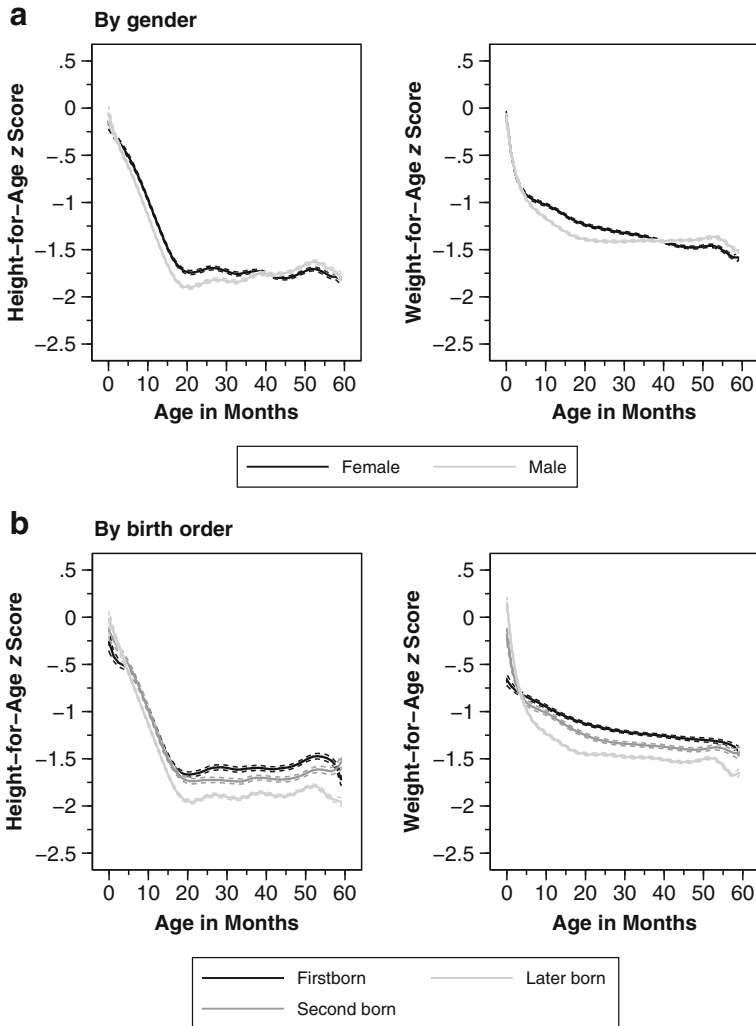 a By gender
Height-for-Age z Score
.5
0
−.5
−1
−1.5
−2
−2.5
0 10 20 30 40 50 60
Age in Months
Weight-for-Age z Score
.5
0
−.5
−1
−1.5
−2
−2.5
0 10 20 30 40 50 60
Age in Months
Female Male
b By birth order
Height-for-Age z Score
.5
0
−.5
−1
−1.5
−2
−2.5
0 10 20 30 40 50 60
Age in Months
Weight-for-Age z Score
.5
0
−.5
−1
−1.5
−2
−2.5
0 10 20 30 40 50 60
Age in Months
Firstborn Later born
Second born